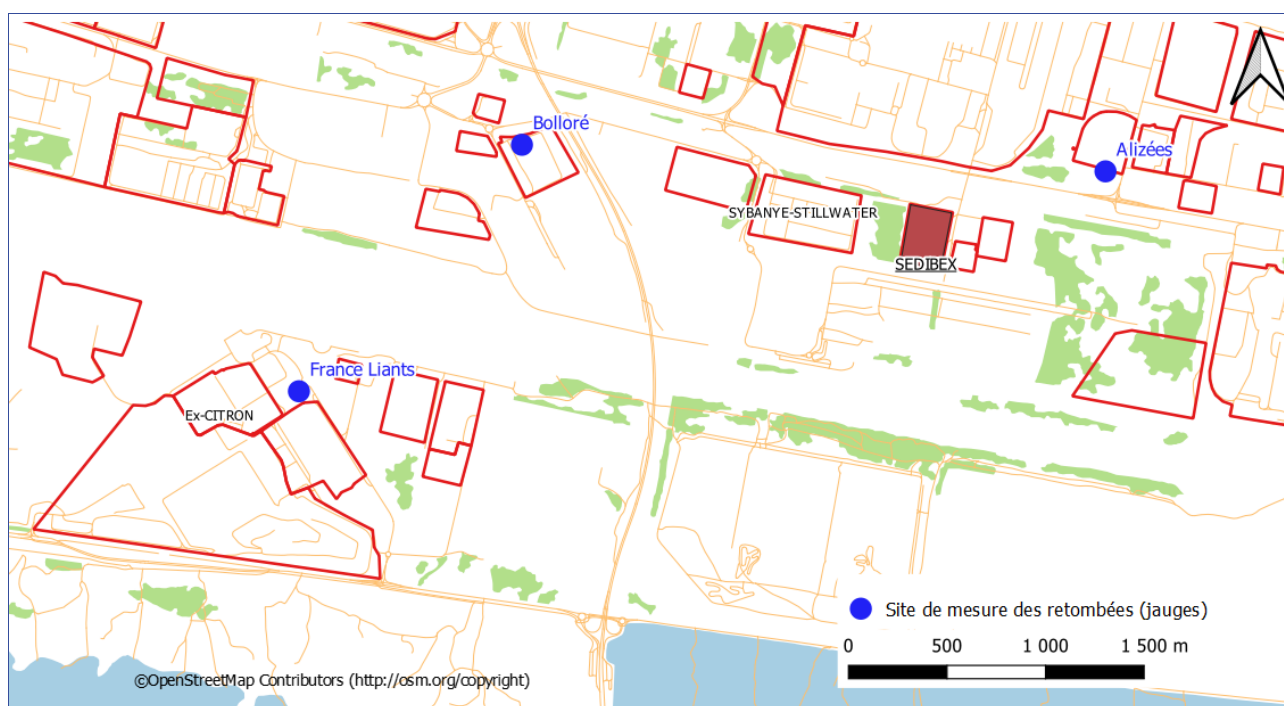 Bolloré
Alizées
SYBANYE-STILLWATER
SEDIBEX
France Liants
Ex-CITRON
Site de mesure des retombées (jauges)
0 500 1 000 1 500 m
©OpenStreetMap Contributors (http://osm.org/copyright)